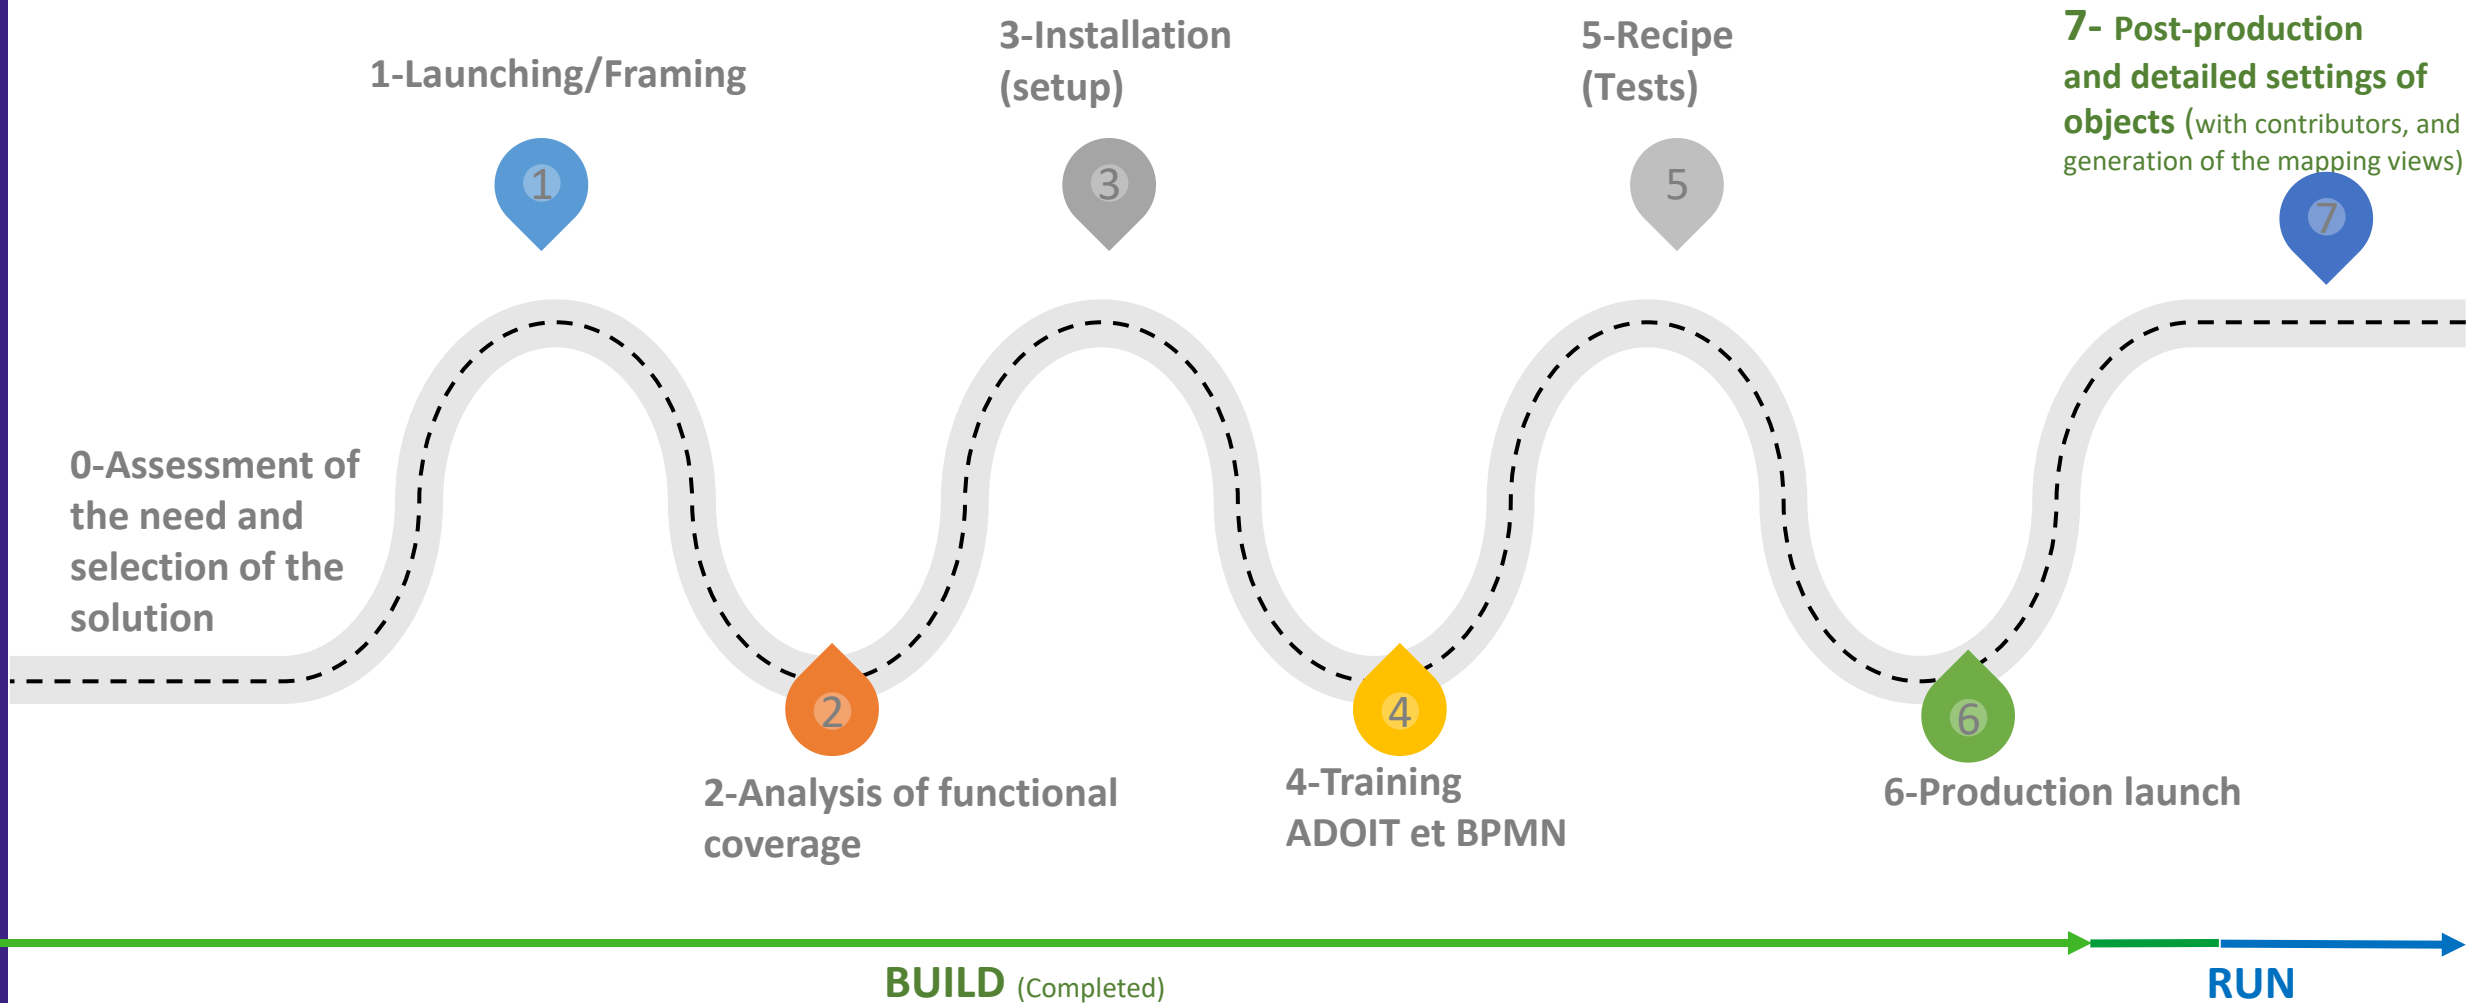 0-Assessment of
the need and
selection of the
solution
1-Launching/Framing
1
2
2-Analysis of functional
coverage
3-Installation
(setup)
3
4
4-Training
ADOIT et BPMN
5-Recipe
(Tests)
5
6
6-Production launch
7- Post-production
and detailed settings of
objects (with contributors, and
generation of the mapping views)
7
BUILD (Completed)
RUN